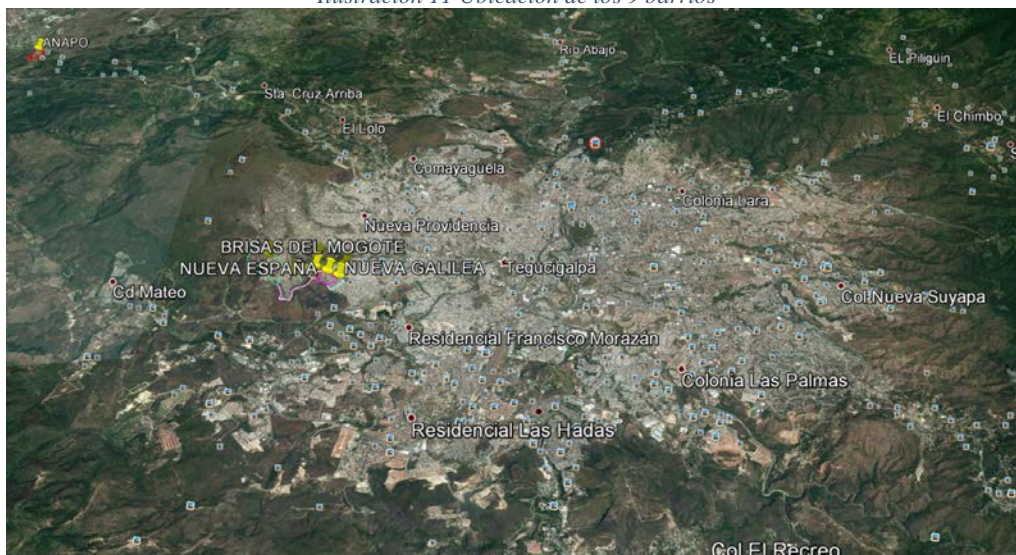 Ilustración 11 Ubicación de los 9 barrios
ANAPO
Río Abajo
EL Piliguin
Sta. Cruz Arriba
El Chimbo
El Lolo
Comayagüela
Colonia Lara
Nueva Providencia
BRISAS DEL MOGOTE
NUEVA ESPAÑA
NUEVA GALILEA
Tegucigalpa
Cd Mateo
Col Nueva Suyapa
Residencial Francisco Morazán
Colonia Las Palmas
Residencial Las Hadas
Col El Recreo